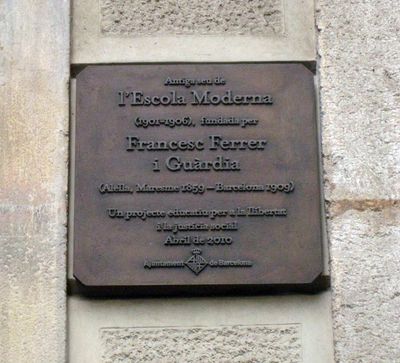 Antiga seu de
l'Escola Moderna
(1901-1906), fundada per
Francesc Ferrer
i Guàrdia
(Alella, Maresme 1859 – Barcelona 1909)
Un projecte educatiu per a la llibertat
i la justícia social
Abril de 2010
Ajuntament de Barcelona